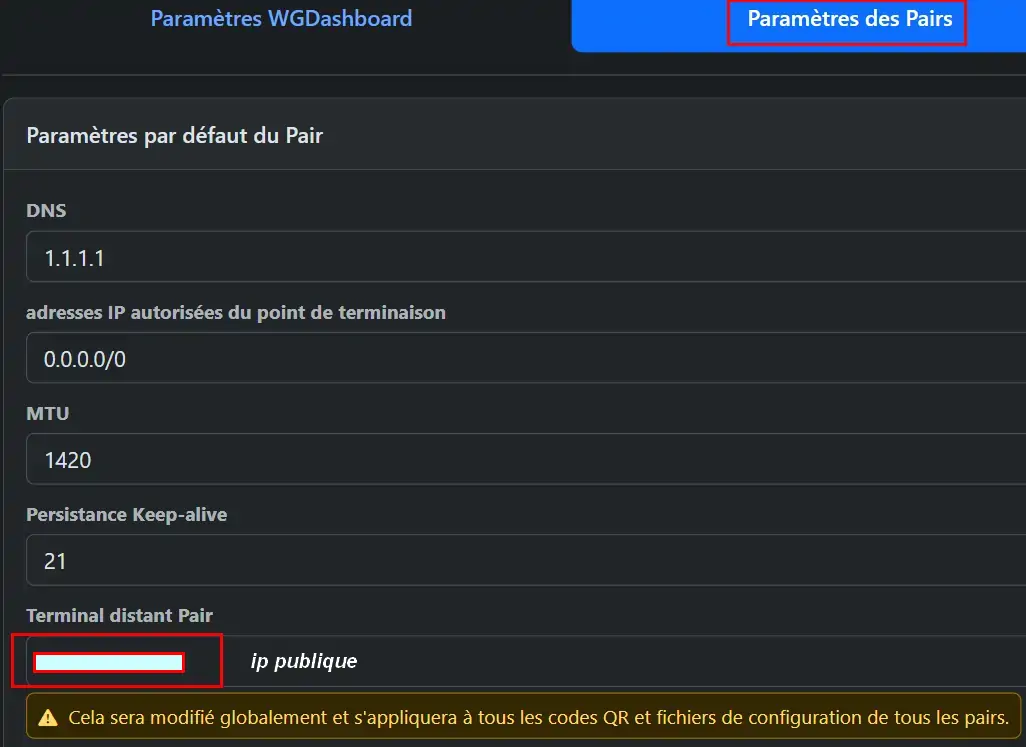 Paramètres WGDashboard
Paramètres des Pairs
Paramètres par défaut du Pair
DNS
1.1.1.1
adresses IP autorisées du point de terminaison
0.0.0.0/0
MTU
1420
Persistance Keep-alive
21
Terminal distant Pair
ip publique
Cela sera modifié globalement et s'appliquera à tous les codes QR et fichiers de configuration de tous les pairs.